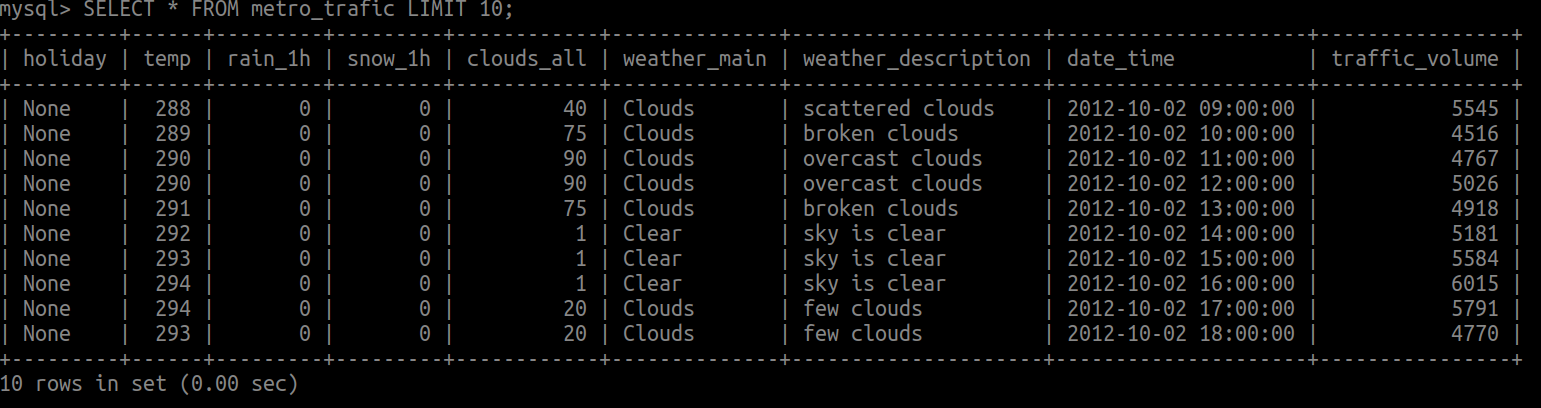 mysql> SELECT * FROM metro_trafic LIMIT 10;
+---------+------+---------+---------+------------+--------------+---------------------+---------------------+----------------+
| holiday | temp | rain_1h | snow_1h | clouds_all | weather_main | weather_description | date_time           | traffic_volume |
+---------+------+---------+---------+------------+--------------+---------------------+---------------------+----------------+
| None    |  288 |       0 |       0 |         40 | Clouds       | scattered clouds    | 2012-10-02 09:00:00 |           5545 |
| None    |  289 |       0 |       0 |         75 | Clouds       | broken clouds       | 2012-10-02 10:00:00 |           4516 |
| None    |  290 |       0 |       0 |         90 | Clouds       | overcast clouds     | 2012-10-02 11:00:00 |           4767 |
| None    |  290 |       0 |       0 |         90 | Clouds       | overcast clouds     | 2012-10-02 12:00:00 |           5026 |
| None    |  291 |       0 |       0 |         75 | Clouds       | broken clouds       | 2012-10-02 13:00:00 |           4918 |
| None    |  292 |       0 |       0 |          1 | Clear        | sky is clear        | 2012-10-02 14:00:00 |           5181 |
| None    |  293 |       0 |       0 |          1 | Clear        | sky is clear        | 2012-10-02 15:00:00 |           5584 |
| None    |  294 |       0 |       0 |          1 | Clear        | sky is clear        | 2012-10-02 16:00:00 |           6015 |
| None    |  294 |       0 |       0 |         20 | Clouds       | few clouds          | 2012-10-02 17:00:00 |           5791 |
| None    |  293 |       0 |       0 |         20 | Clouds       | few clouds          | 2012-10-02 18:00:00 |           4770 |
+---------+------+---------+---------+------------+--------------+---------------------+---------------------+----------------+
10 rows in set (0.00 sec)